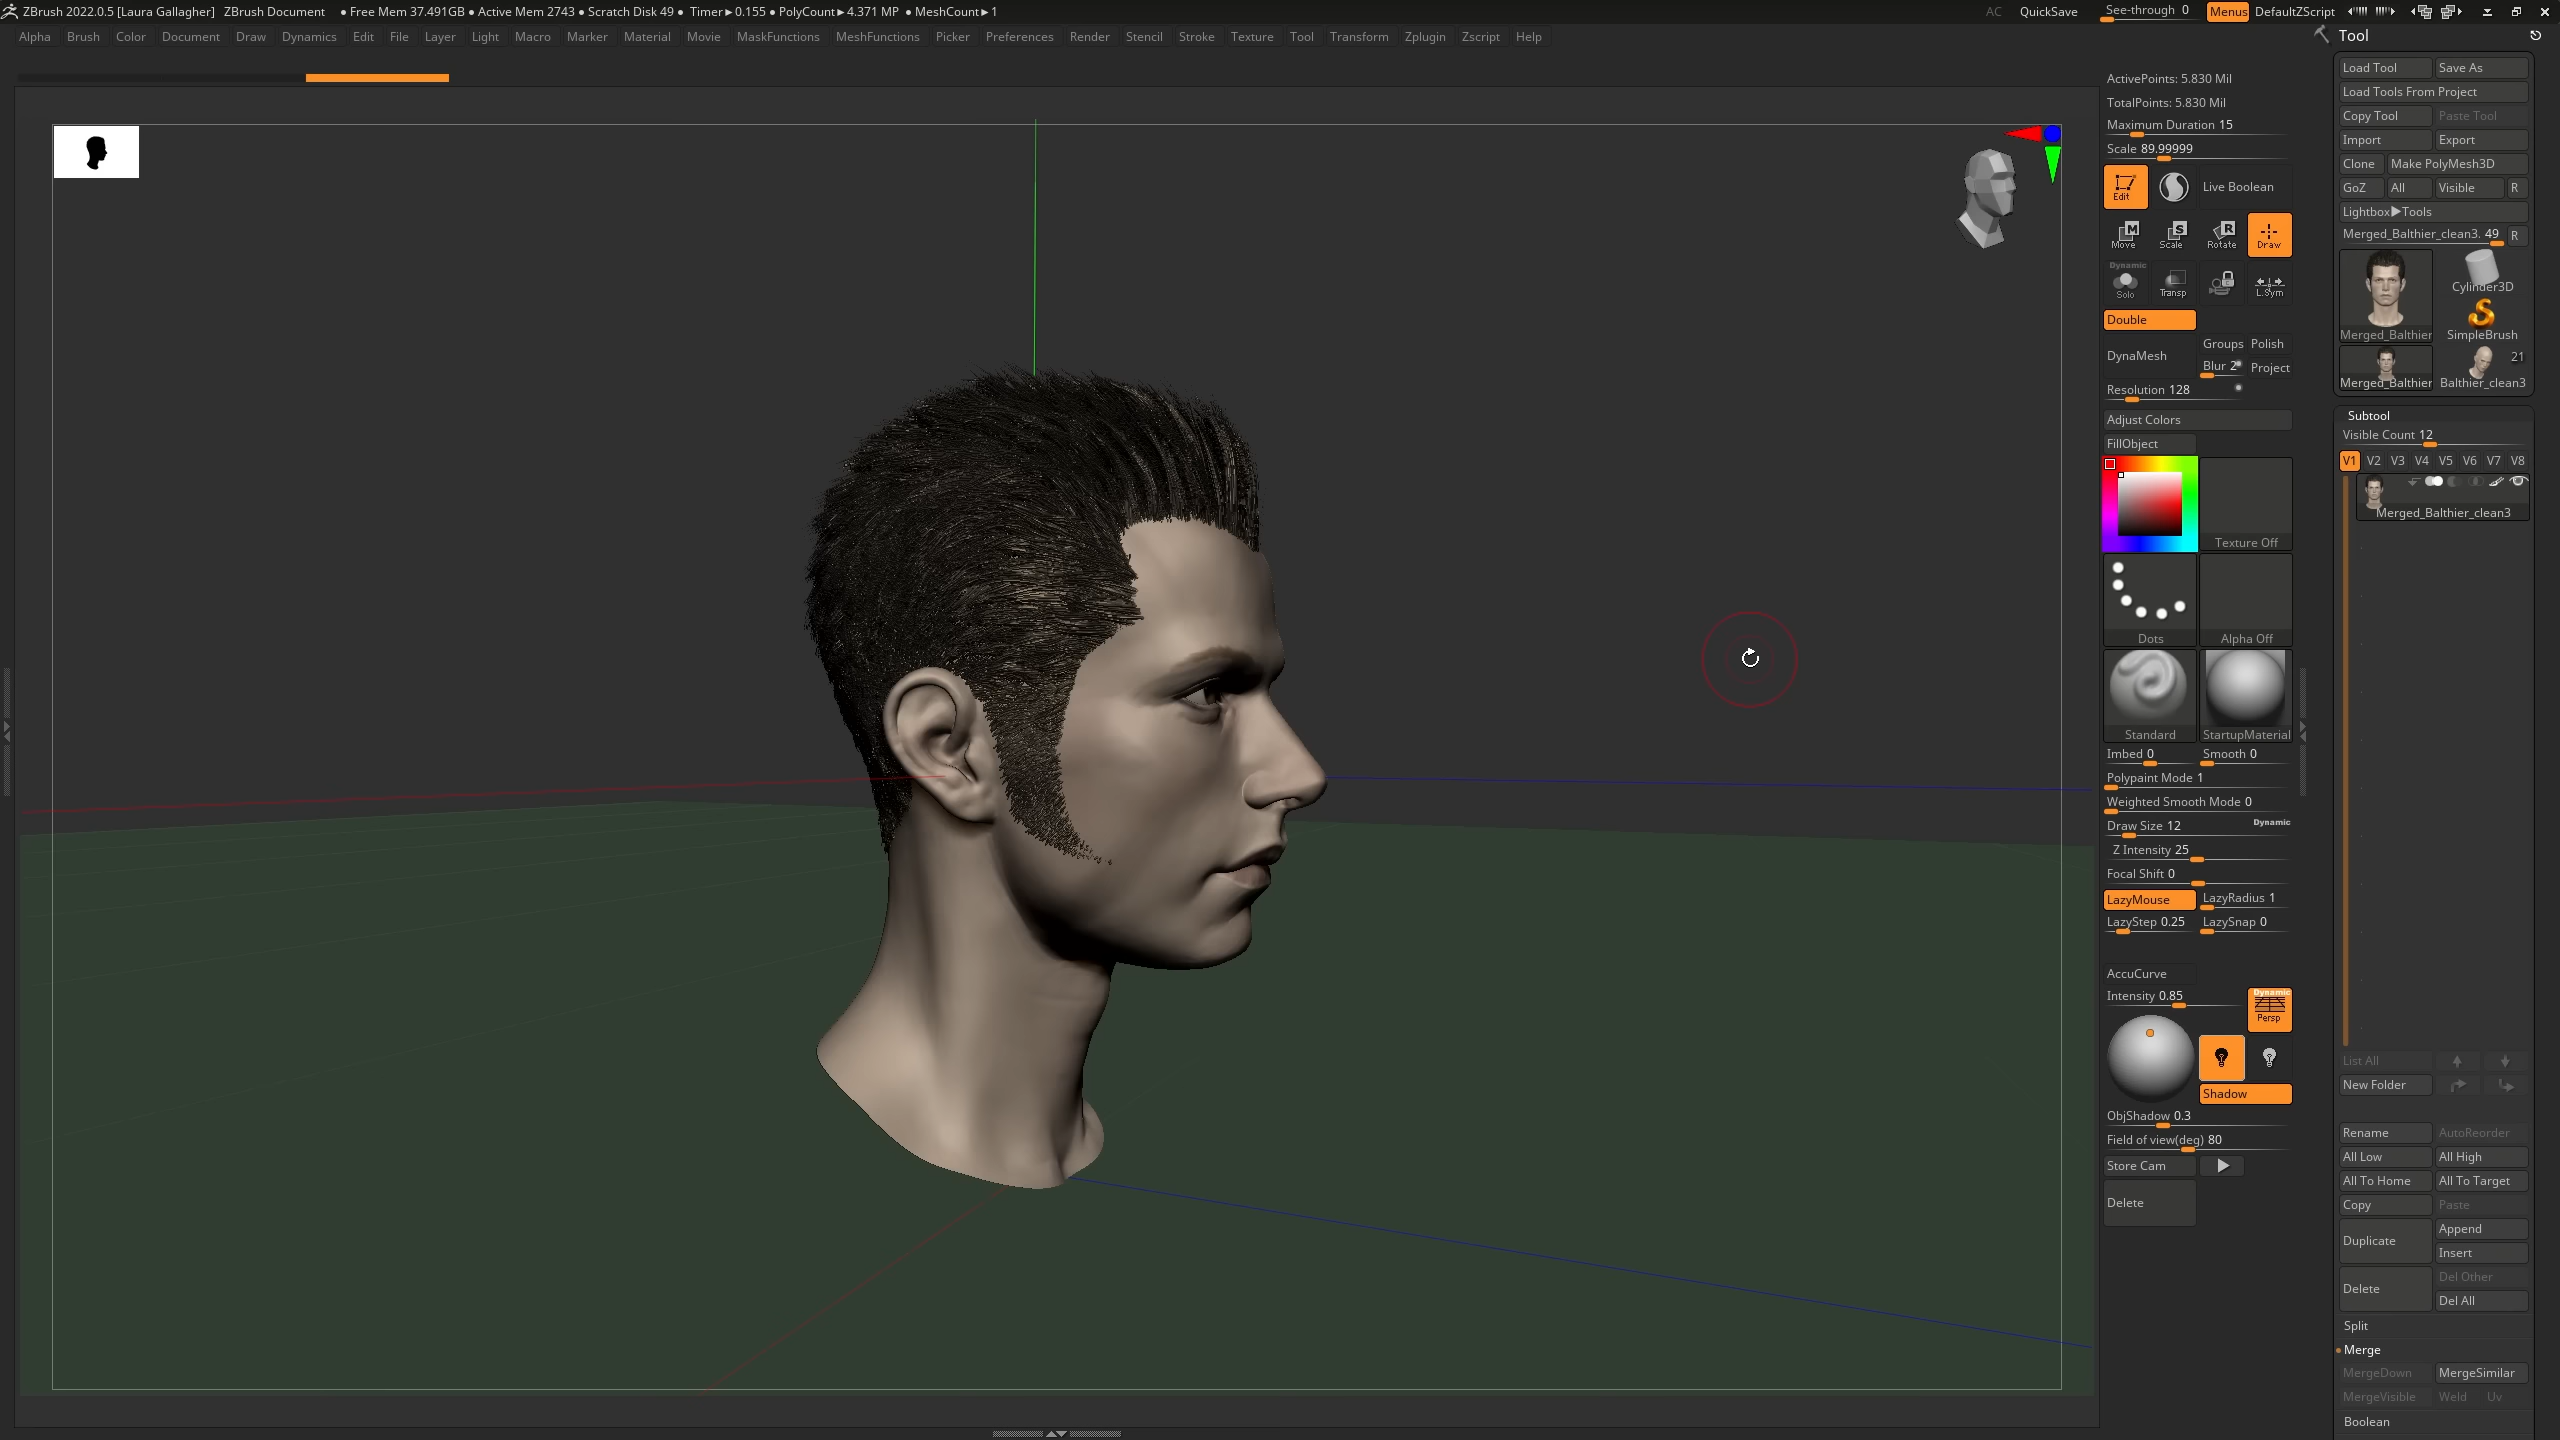 ZBrush 2022.0.5 [Laura Gallagher] ZBrush Document ● Free Mem 37.491GB ● Active Mem 2743 ● Scratch Disk 49 ● Timer►0.155 ● PolyCount►4.371 MP ● MeshCount►1 AC QuickSave See-through 0 Menus DefaultZScript
Alpha Brush Color Document Draw Dynamics Edit File Layer Light Macro Marker Material Movie MaskFunctions MeshFunctions Picker Preferences Render Stencil Stroke Texture Tool Transform Zplugin Zscript Help
ActivePoints: 5.830 Mil
TotalPoints: 5.830 Mil
Maximum Duration 15
Scale 89.99999
Edit Live Boolean
M S R
Move Scale Rotate Draw
Dynamic
Solo Transp L.Sym
Double
DynaMesh Groups Polish
Blur 2 Project
Resolution 128
Adjust Colors
FillObject
Texture Off
Dots Alpha Off
Standard StartupMaterial
Imbed 0 Smooth 0
Polypaint Mode 1
Weighted Smooth Mode 0
Draw Size 12 Dynamic
Z Intensity 25
Focal Shift 0
LazyMouse LazyRadius 1
LazyStep 0.25 LazySnap 0
AccuCurve
Intensity 0.85
Dynamic
Persp
Shadow
ObjShadow 0.3
Field of view(deg) 80
Store Cam
Delete
Tool
Load Tool Save As
Load Tools From Project
Copy Tool Paste Tool
Import Export
Clone Make PolyMesh3D
GoZ All Visible R
Lightbox►Tools
Merged_Balthier_clean3. 49 R
Cylinder3D
Merged_Balthier SimpleBrush
21
Merged_Balthier Balthier_clean3
Subtool
Visible Count 12
V1 V2 V3 V4 V5 V6 V7 V8
Merged_Balthier_clean3
List All
New Folder
Rename AutoReorder
All Low All High
All To Home All To Target
Copy Paste
Duplicate Append
Insert
Delete Del Other
Del All
Split
Merge
MergeDown MergeSimilar
MergeVisible Weld Uv
Boolean